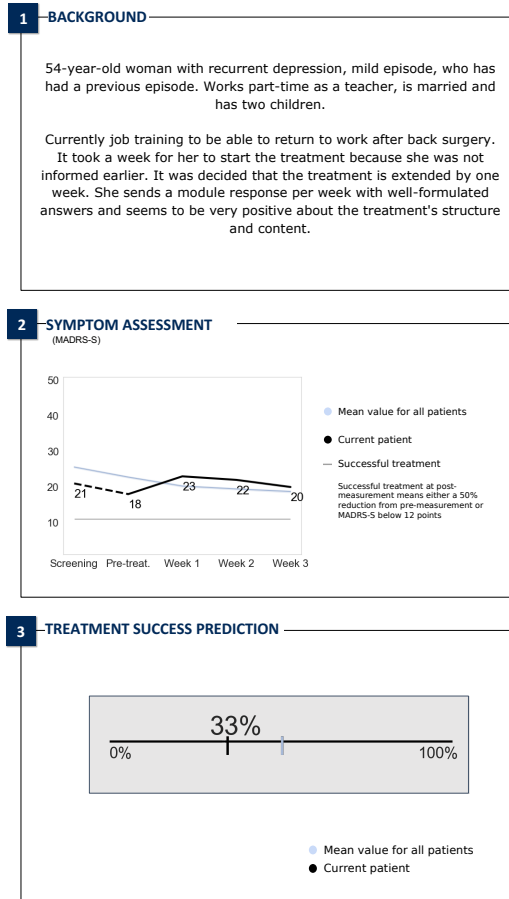 1 BACKGROUND
54-year-old woman with recurrent depression, mild episode, who has
had a previous episode. Works part-time as a teacher, is married and
has two children.
Currently job training to be able to return to work after back surgery.
It took a week for her to start the treatment because she was not
informed earlier. It was decided that the treatment is extended by one
week. She sends a module response per week with well-formulated
answers and seems to be very positive about the treatment's structure
and content.
2 SYMPTOM ASSESSMENT
(MADRS-S)
50
40
30
20
10
21
18
23
22
20
Screening Pre-treat. Week 1 Week 2 Week 3
Mean value for all patients
Current patient
Successful treatment
Successful treatment at post-
measurement means either a 50%
reduction from pre-measurement or
MADRS-S below 12 points
3 TREATMENT SUCCESS PREDICTION
33%
0% 100%
Mean value for all patients
Current patient